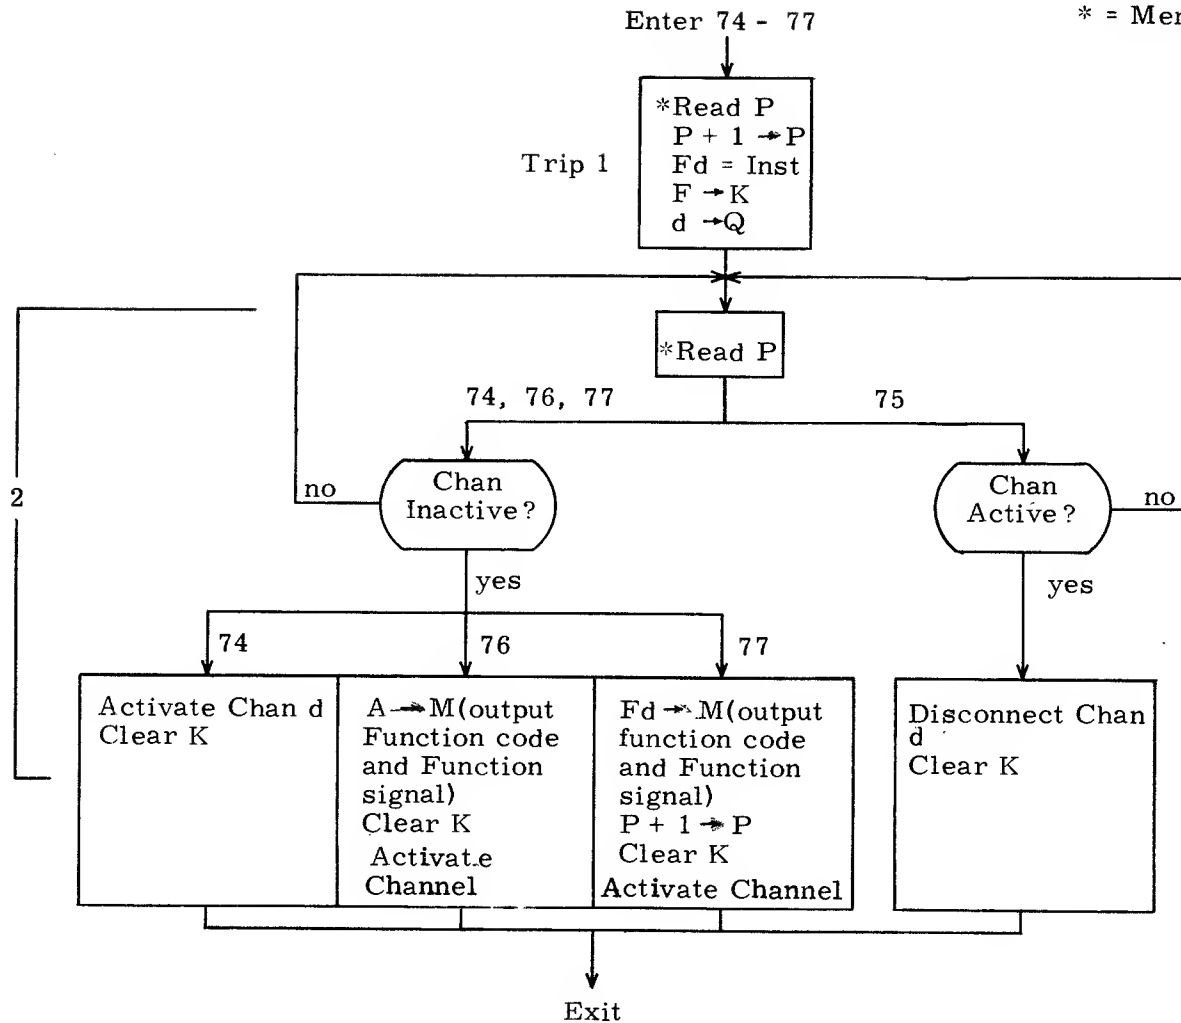 Enter 74 - 77
* =
*Read P
P + 1 → P
Trip 1
Fd = Inst
F → K
d → Q
*Read P
74, 76, 77
75
2
no
Chan
Inactive?
Chan
Active?
no
yes
yes
74
76
77
Activate Chan d
Clear K
A → M(output
Function code
and Function
signal)
Clear K
Activate
Channel
Fd → M(output
function code
and Function
signal)
P + 1 → P
Clear K
Activate Channel
Disconnect Chan
d
Clear K
Exit